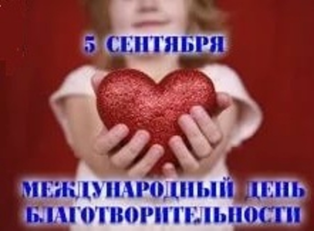 5 СЕНТЯБРЯ
МЕЖДУНАРОДНЫЙ ДЕНЬ
БЛАГОТВОРИТЕЛЬНОСТИ